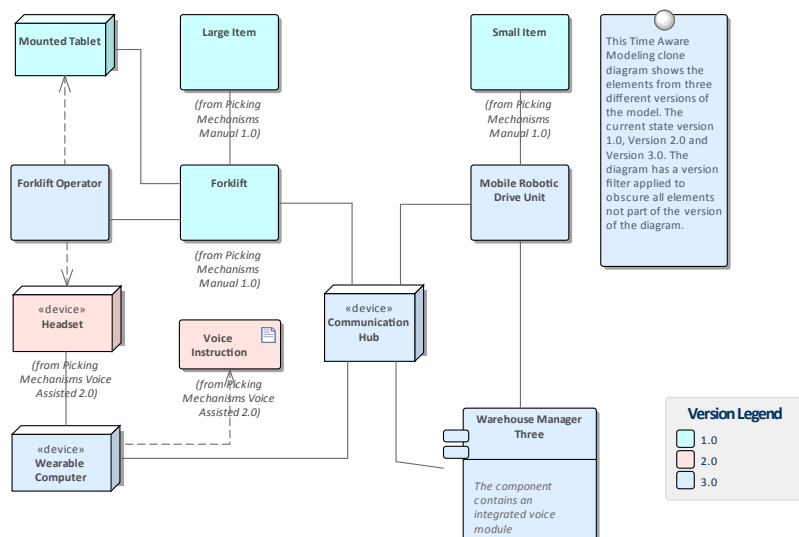 Mounted Tablet
Large Item
(from Picking
Mechanisms
Manual 1.0)
Small Item
(from Picking
Mechanisms
Manual 1.0)
This Time Aware
Modeling clone
diagram shows the
elements from three
different versions of
the model. The
current state version
1.0, Version 2.0 and
Version 3.0. The
diagram has a version
filter applied to
obscure all elements
not part of the version
of the diagram.
Forklift Operator
Forklift
(from Picking
Mechanisms
Manual 1.0)
Mobile Robotic
Drive Unit
«device»
Headset
(from Picking
Mechanisms Voice
Assisted 2.0)
Voice
Instruction
(from Picking
Mechanisms Voice
Assisted 2.0)
«device»
Communication
Hub
«device»
Wearable
Computer
Warehouse Manager
Three
The component
contains an
integrated voice
module
Version Legend
1.0
2.0
3.0